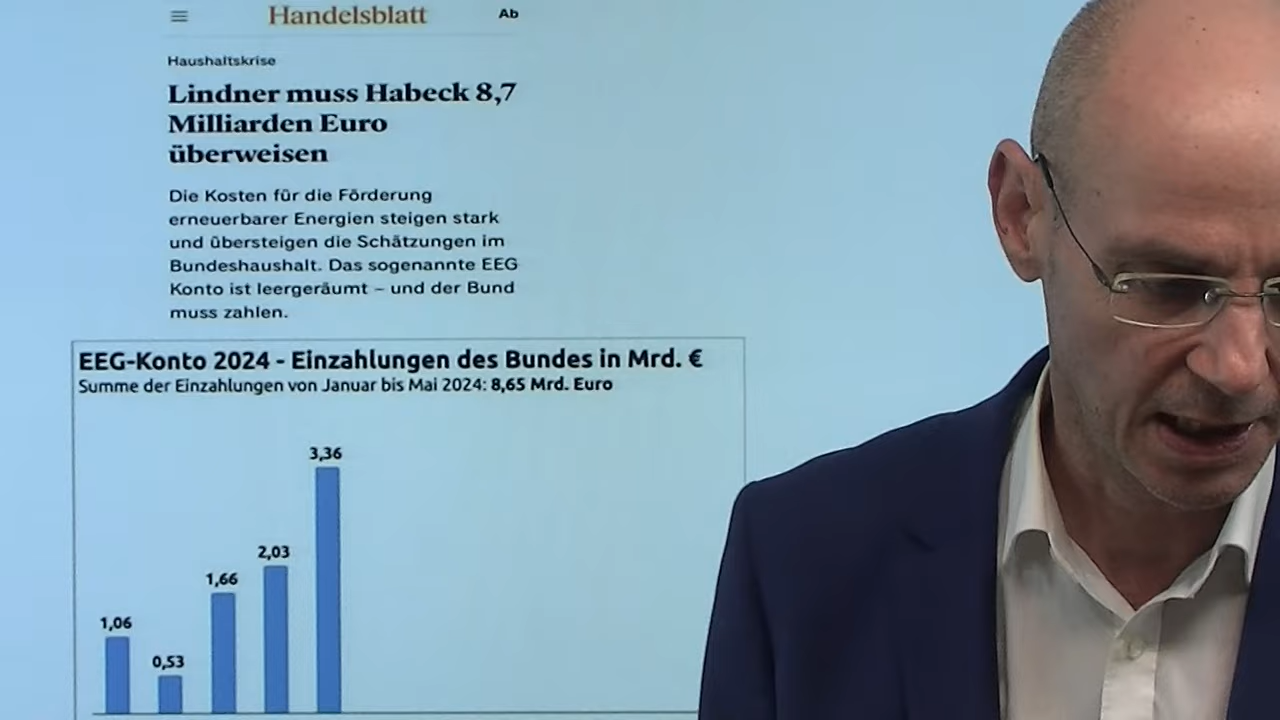 Handelsblatt
Ab
Haushaltskrise
Lindner muss Habeck 8,7
Milliarden Euro
überweisen
Die Kosten für die Förderung
erneuerbarer Energien steigen stark
und übersteigen die Schätzungen im
Bundeshaushalt. Das sogenannte EEG
Konto ist leergeräumt – und der Bund
muss zahlen.
EEG-Konto 2024 - Einzahlungen des Bundes in Mrd. €
Summe der Einzahlungen von Januar bis Mai 2024: 8,65 Mrd. Euro
1,06
0,53
1,66
2,03
3,36